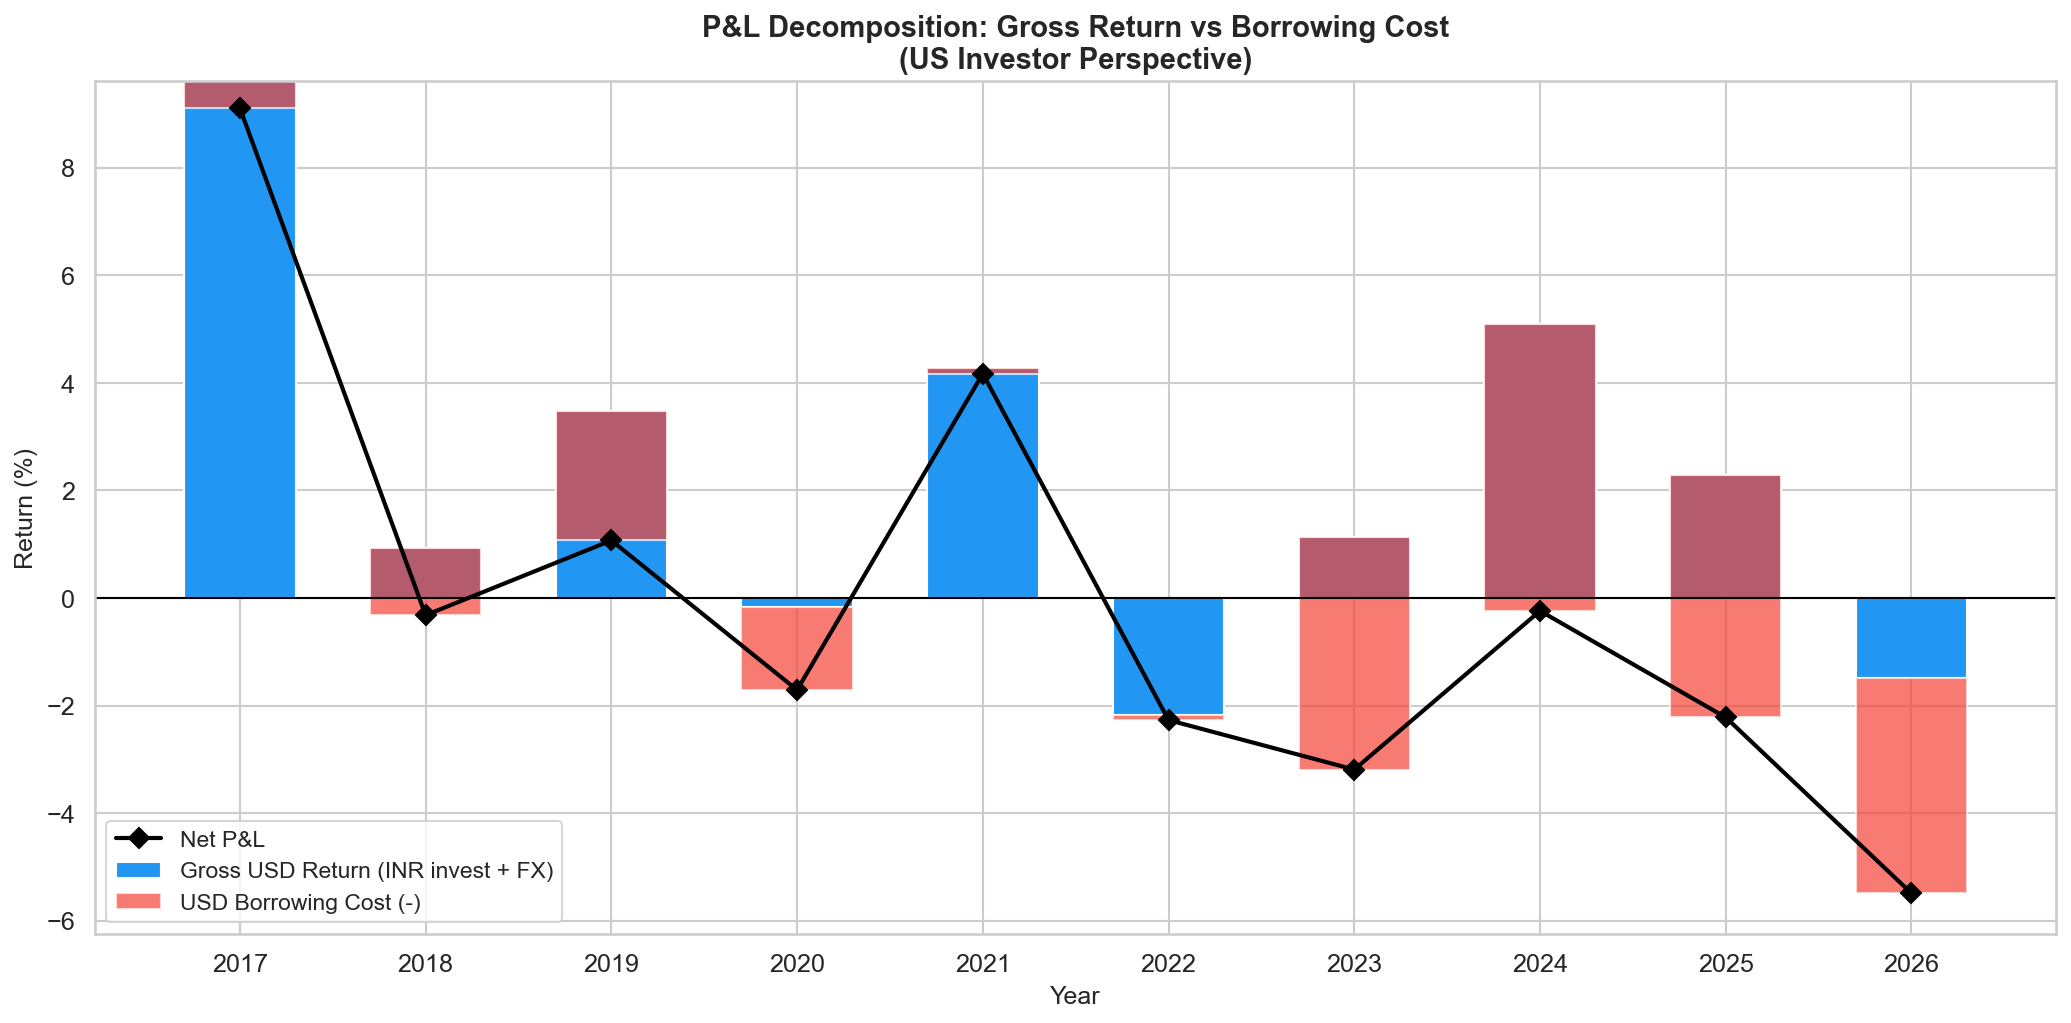 P&L Decomposition: Gross Return vs Borrowing Cost
(US Investor Perspective)
Return (%)
8
6
4
2
0
−2
−4
−6
Net P&L
Gross USD Return (INR invest + FX)
USD Borrowing Cost (-)
2017 2018 2019 2020 2021 2022 2023 2024 2025 2026
Year